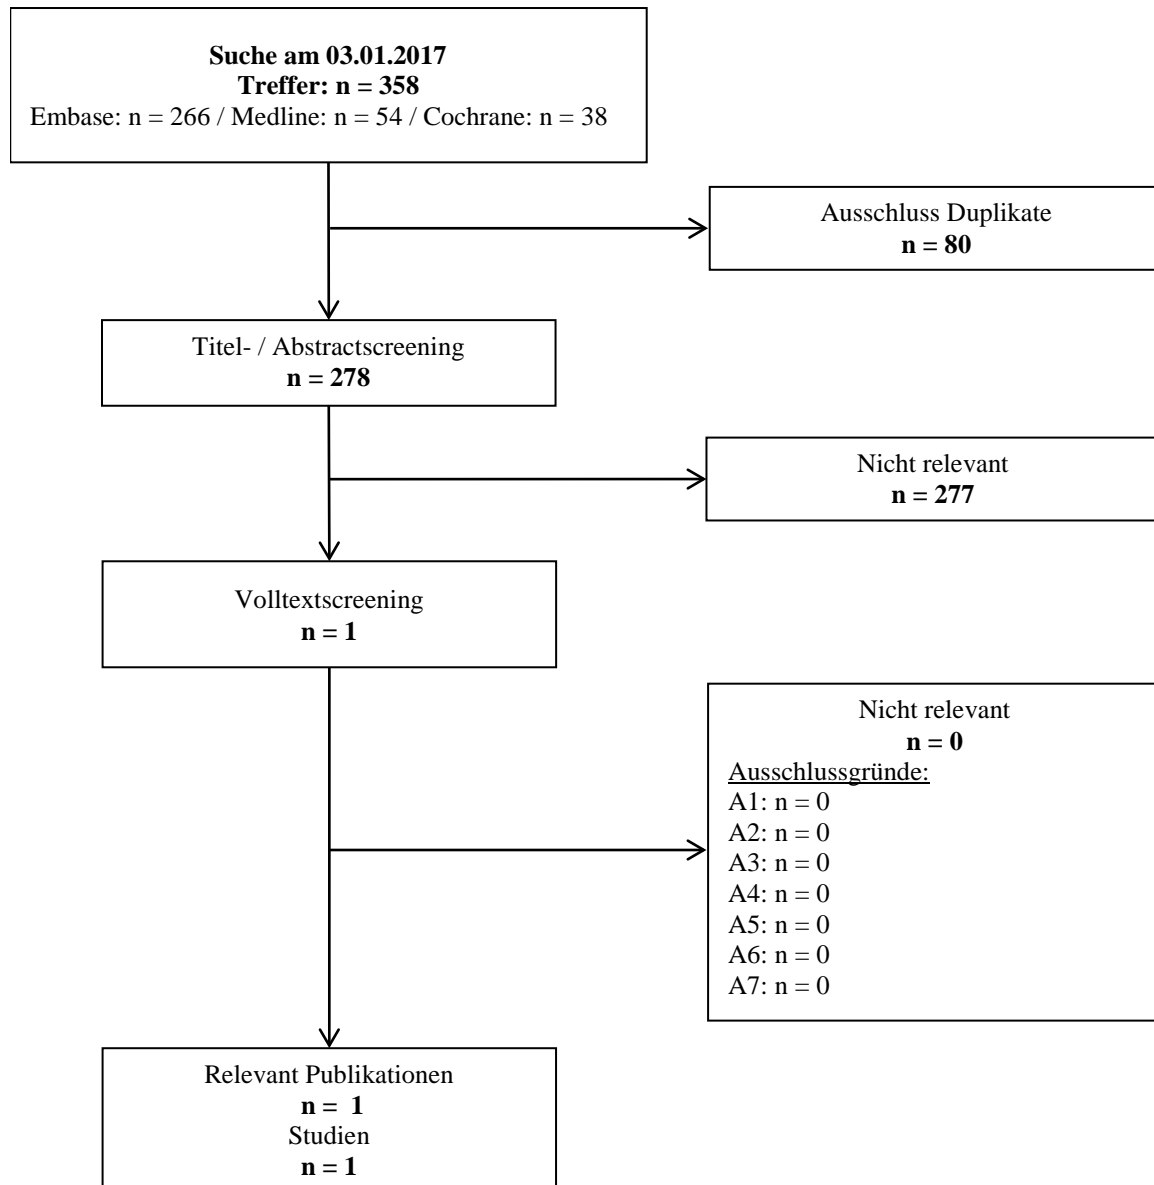 Suche am 03.01.2017
Treffer: n = 358
Embase: n = 266 / Medline: n = 54 / Cochrane: n = 38
Ausschluss Duplikate
n = 80
Titel- / Abstractscreening
n = 278
Nicht relevant
n = 277
Volltextscreening
n = 1
Nicht relevant
n = 0
Ausschlussgründe:
A1: n = 0
A2: n = 0
A3: n = 0
A4: n = 0
A5: n = 0
A6: n = 0
A7: n = 0
Relevant Publikationen
n = 1
Studien
n = 1